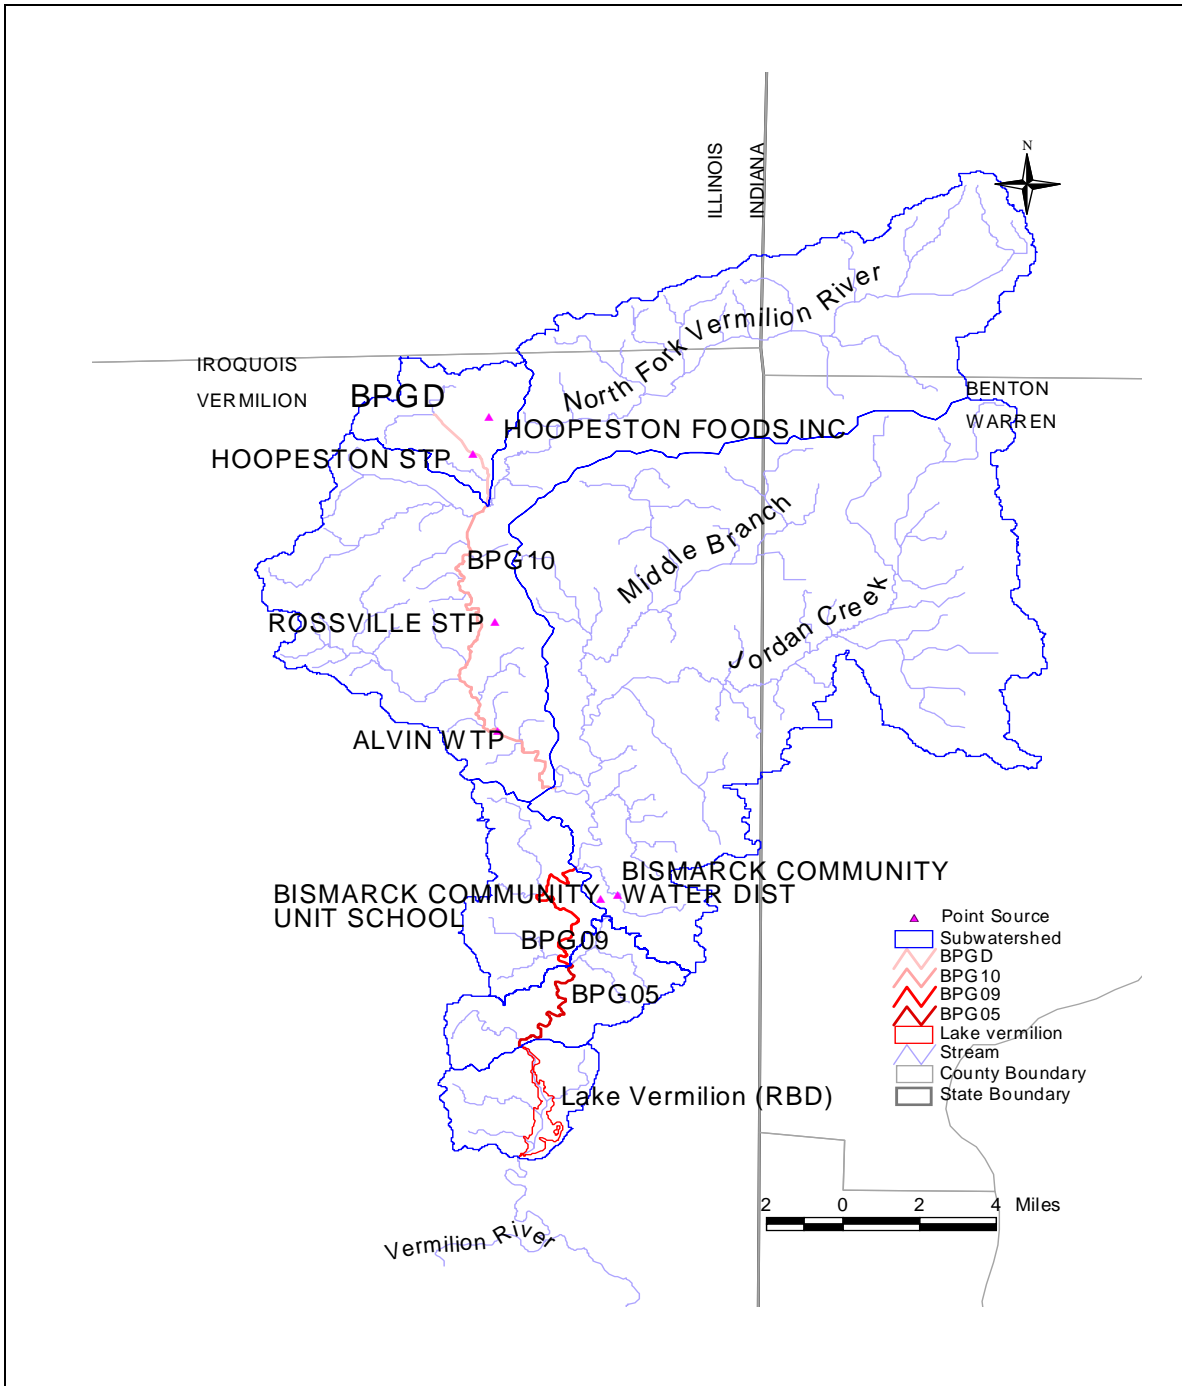 N
ILLINOIS
INDIANA
North Fork Vermilion River
IROQUOIS
VERMILION
BPGD
BENTON
WARREN
HOOPESTON FOODS INC
HOOPESTON STP
Middle Branch
BPG10
Jordan Creek
ROSSVILLE STP
ALVIN WTP
BISMARCK COMMUNITY
WATER DIST
BISMARCK COMMUNITY
UNIT SCHOOL
BPG09
BPG05
Point Source
Subwatershed
BPGD
BPG10
BPG09
BPG05
Lake vermilion
Stream
County Boundary
State Boundary
Lake Vermilion (RBD)
2 0 2 4 Miles
Vermilion River